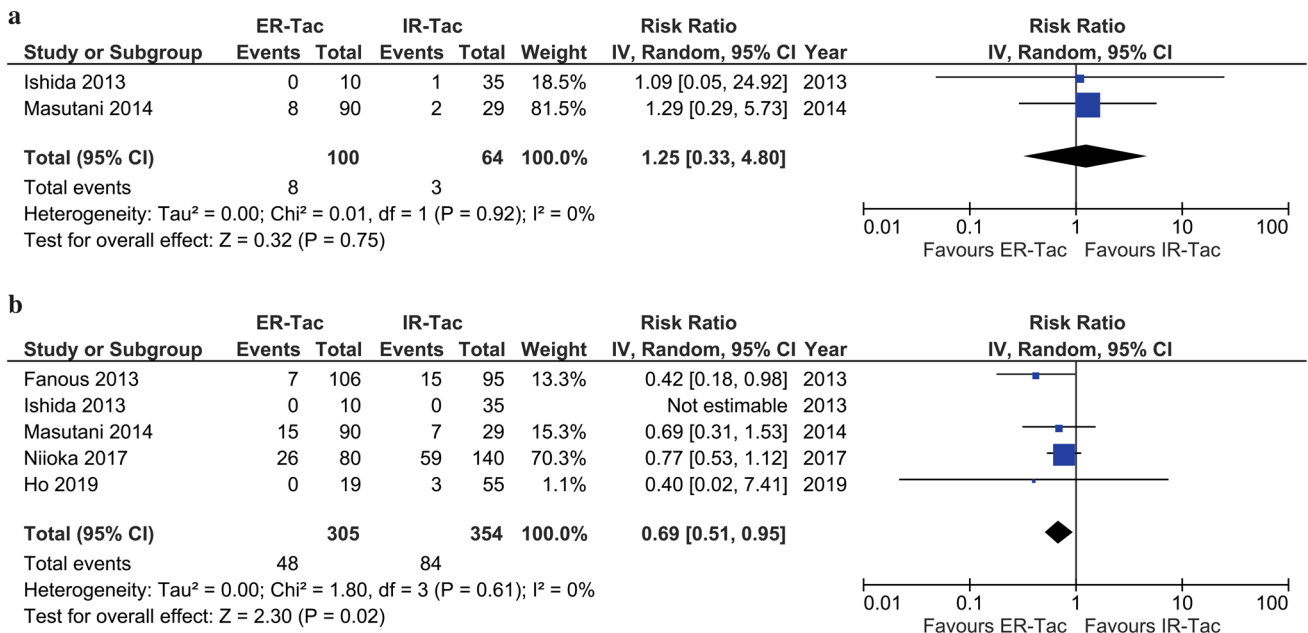 a
ER-Tac IR-Tac Risk Ratio Risk Ratio
Study or Subgroup Events Total Events Total Weight IV, Random, 95% CI Year IV, Random, 95% CI
Ishida 2013 0 10 1 35 18.5% 1.09 [0.05, 24.92] 2013
Masutani 2014 8 90 2 29 81.5% 1.29 [0.29, 5.73] 2014
Total (95% CI) 100 64 100.0% 1.25 [0.33, 4.80]
Total events 8 3
Heterogeneity: Tau² = 0.00; Chi² = 0.01, df = 1 (P = 0.92); I² = 0%
Test for overall effect: Z = 0.32 (P = 0.75)
0.01 0.1 1 10 100
Favours ER-Tac Favours IR-Tac
b
ER-Tac IR-Tac Risk Ratio Risk Ratio
Study or Subgroup Events Total Events Total Weight IV, Random, 95% CI Year IV, Random, 95% CI
Fanous 2013 7 106 15 95 13.3% 0.42 [0.18, 0.98] 2013
Ishida 2013 0 10 0 35 Not estimable 2013
Masutani 2014 15 90 7 29 15.3% 0.69 [0.31, 1.53] 2014
Niioka 2017 26 80 59 140 70.3% 0.77 [0.53, 1.12] 2017
Ho 2019 0 19 3 55 1.1% 0.40 [0.02, 7.41] 2019
Total (95% CI) 305 354 100.0% 0.69 [0.51, 0.95]
Total events 48 84
Heterogeneity: Tau² = 0.00; Chi² = 1.80, df = 3 (P = 0.61); I² = 0%
Test for overall effect: Z = 2.30 (P = 0.02)
0.01 0.1 1 10 100
Favours ER-Tac Favours IR-Tac